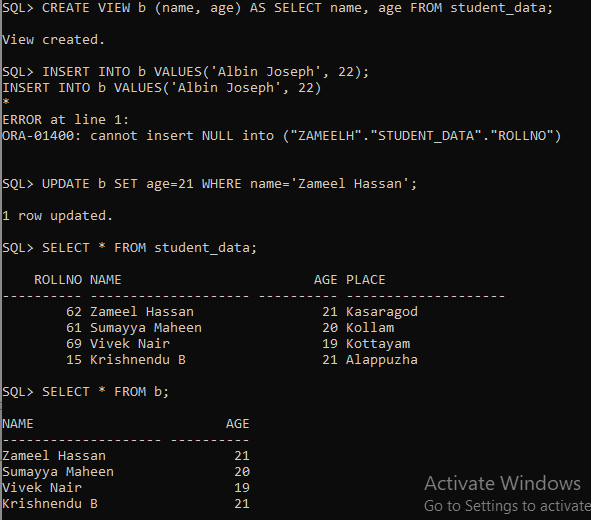 SQL> CREATE VIEW b (name, age) AS SELECT name, age FROM student_data;
View created.
SQL> INSERT INTO b VALUES('Albin Joseph', 22);
INSERT INTO b VALUES('Albin Joseph', 22)
*
ERROR at line 1:
ORA-01400: cannot insert NULL into ("ZAMEELH"."STUDENT_DATA"."ROLLNO")
SQL> UPDATE b SET age=21 WHERE name='Zameel Hassan';
1 row updated.
SQL> SELECT * FROM student_data;
    ROLLNO NAME                        AGE PLACE
---------- -------------------- ---------- --------------------
        62 Zameel Hassan                21 Kasaragod
        61 Sumayya Maheen               20 Kollam
        69 Vivek Nair                   19 Kottayam
        15 Krishnendu B                 21 Alappuzha
SQL> SELECT * FROM b;
NAME                        AGE
-------------------- ----------
Zameel Hassan                21
Sumayya Maheen               20
Vivek Nair                   19
Krishnendu B                 21
Activate Windows
Go to Settings to activate